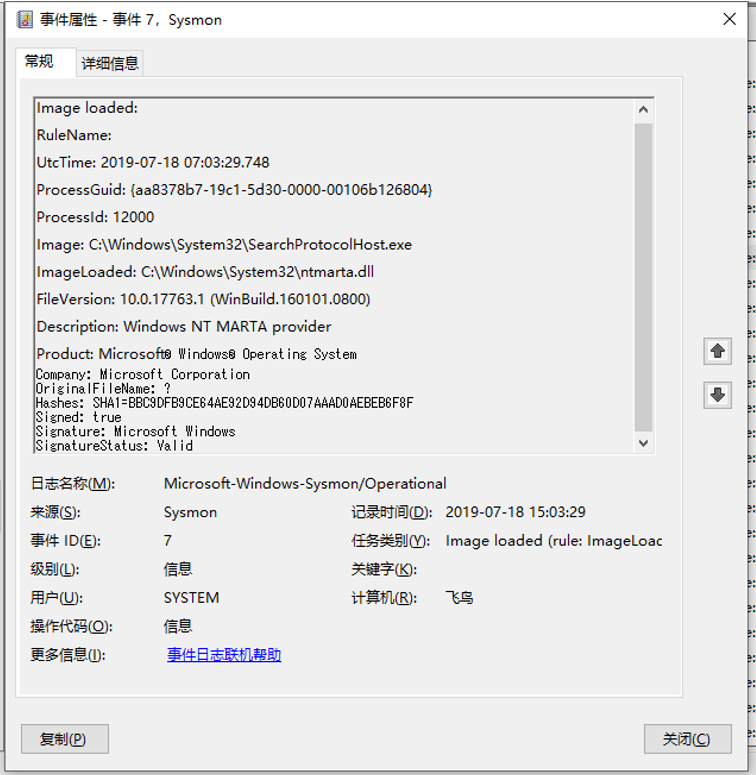 事件属性 - 事件 7，Sysmon
常规 详细信息
Image loaded:
RuleName:
UtcTime: 2019-07-18 07:03:29.748
ProcessGuid: {aa8378b7-19c1-5d30-0000-00106b126804}
ProcessId: 12000
Image: C:\Windows\System32\SearchProtocolHost.exe
ImageLoaded: C:\Windows\System32\ntmarta.dll
FileVersion: 10.0.17763.1 (WinBuild.160101.0800)
Description: Windows NT MARTA provider
Product: Microsoft® Windows® Operating System
Company: Microsoft Corporation
OriginalFileName: ?
Hashes: SHA1=BBC9DFB9CE64AE92D94DB60D07AAAD0AEBEB6F8F
Signed: true
Signature: Microsoft Windows
SignatureStatus: Valid
日志名称(M): Microsoft-Windows-Sysmon/Operational
来源(S): Sysmon 记录时间(D): 2019-07-18 15:03:29
事件 ID(E): 7 任务类别(Y): Image loaded (rule: ImageLoad
级别(L): 信息 关键字(K):
用户(U): SYSTEM 计算机(R): 飞鸟
操作代码(O): 信息
更多信息(I): 事件日志联机帮助
复制(P) 关闭(C)